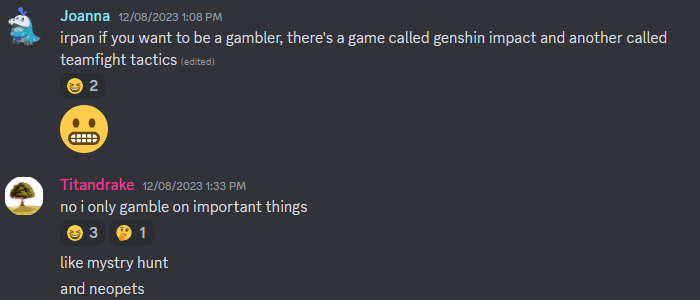 Joanna 12/08/2023 1:08 PM
irpan if you want to be a gambler, there's a game called genshin impact and another called
teamfight tactics (edited)
2
Titandrake 12/08/2023 1:33 PM
no i only gamble on important things
3 1
like mystry hunt
and neopets